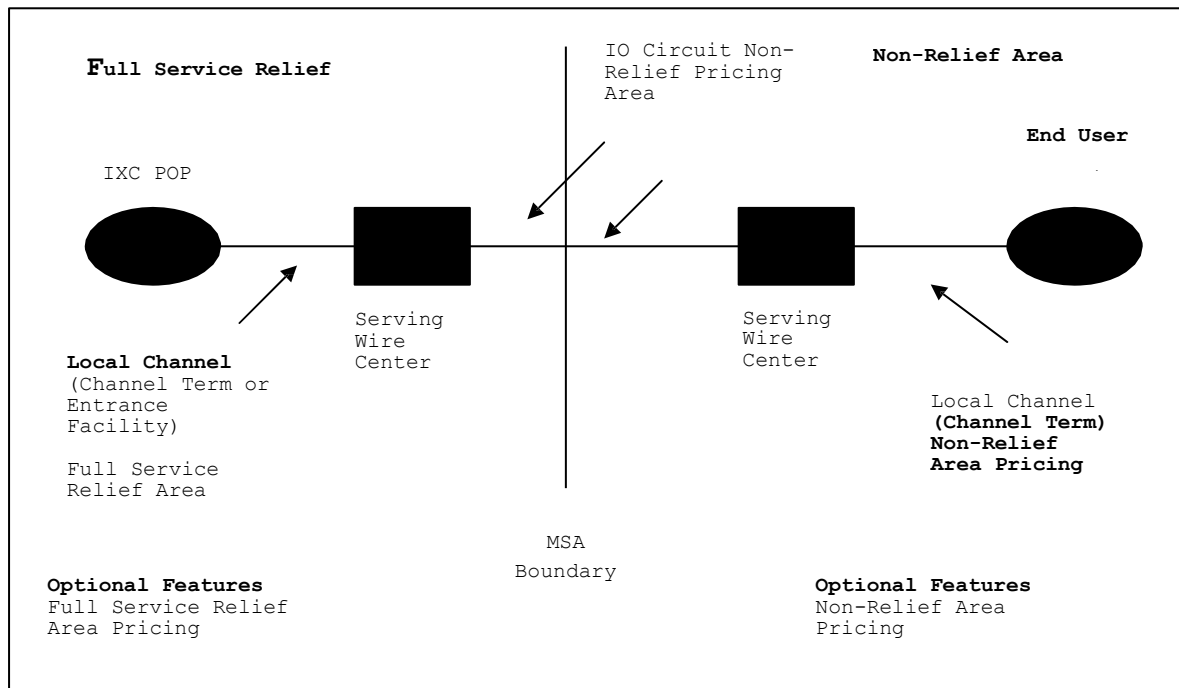 Full Service Relief
IO Circuit Non-
Relief Pricing
Area
Non-Relief Area
End User
IXC POP
Serving
Wire
Center
Serving
Wire
Center
Local Channel
(Channel Term or
Entrance
Facility)
Full Service
Relief Area
Local Channel
(Channel Term)
Non-Relief
Area Pricing
MSA
Boundary
Optional Features
Full Service Relief
Area Pricing
Optional Features
Non-Relief Area
Pricing